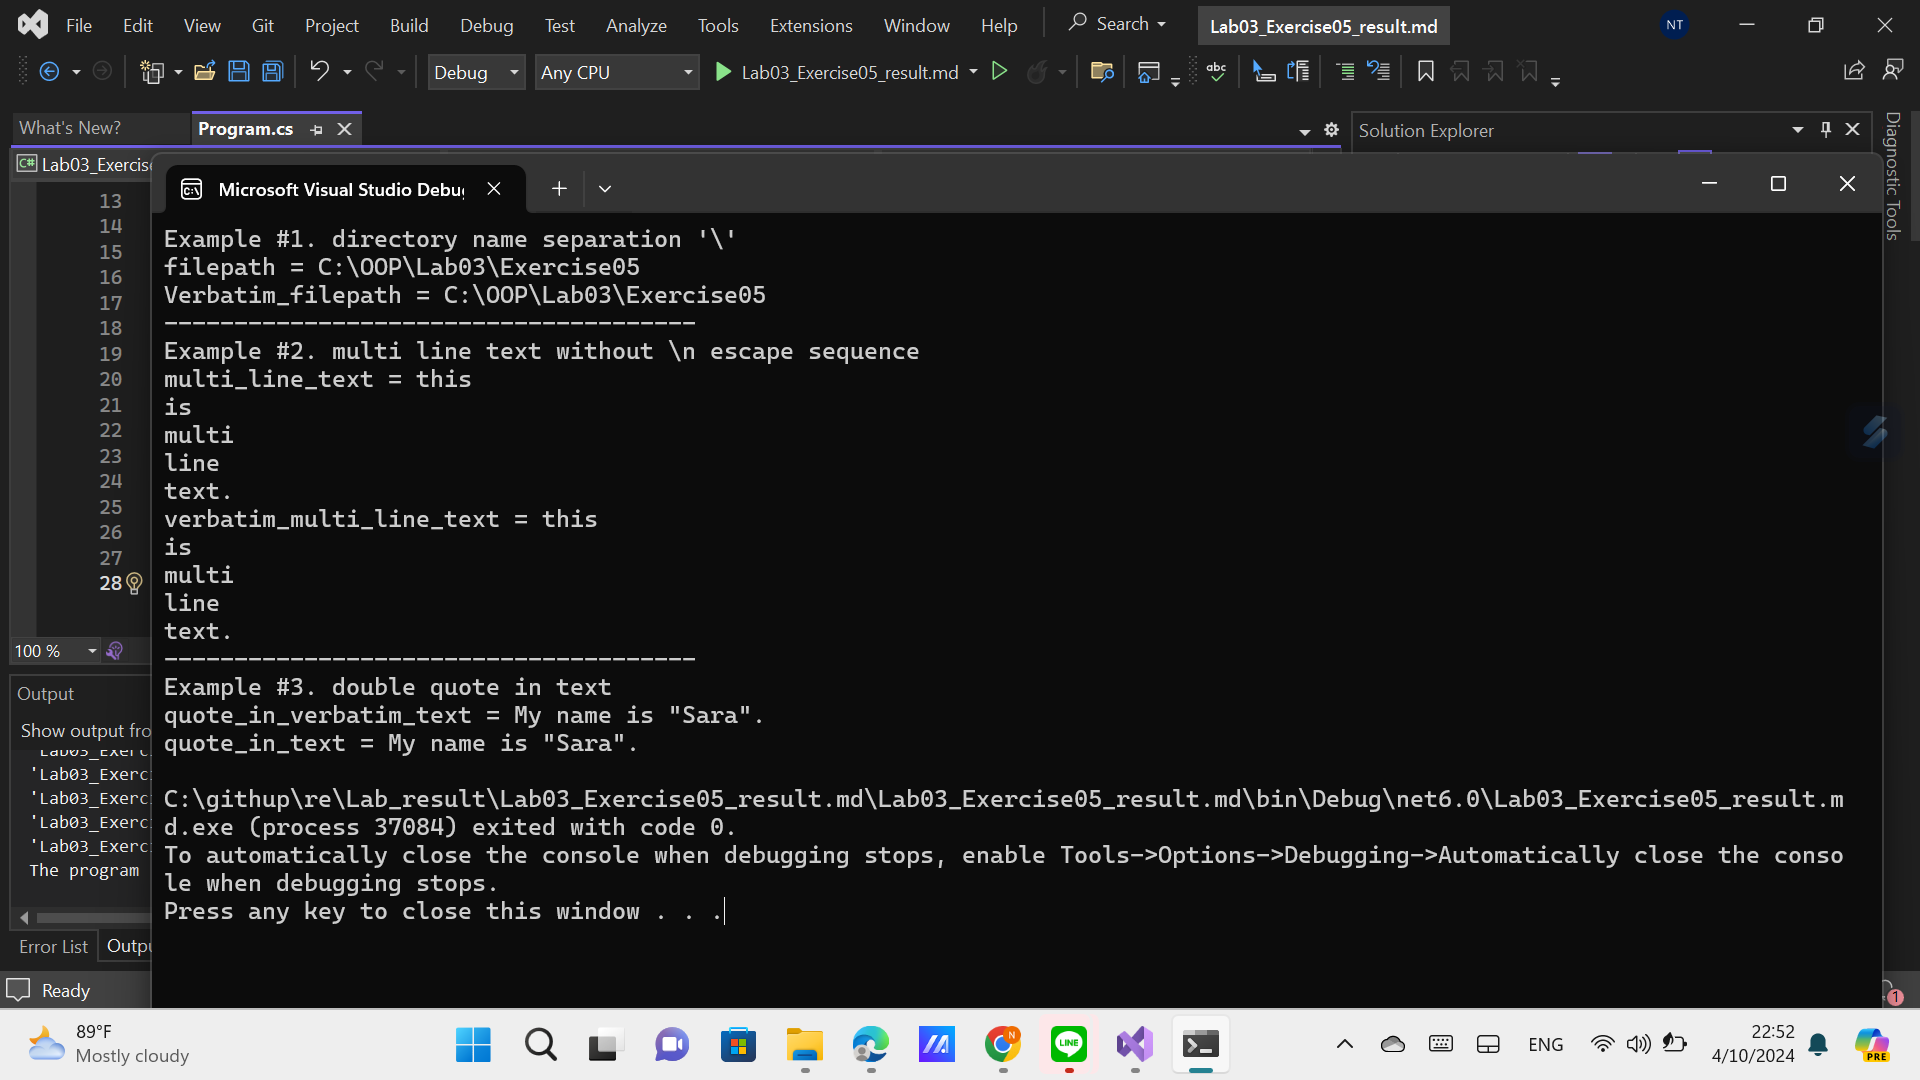 File Edit View Git Project Build Debug Test Analyze Tools Extensions Window Help Search Lab03_Exercise05_result.md NT
Debug Any CPU Lab03_Exercise05_result.md
What's New? Program.cs Solution Explorer
Diagnostic Tools
C# Lab03_Exercis
Microsoft Visual Studio Debu
13
14
15
16
17
18
19
20
21
22
23
24
25
26
27
28
100 %
Example #1. directory name separation '\'
filepath = C:\OOP\Lab03\Exercise05
Verbatim_filepath = C:\OOP\Lab03\Exercise05
--------------------------------------
Example #2. multi line text without \n escape sequence
multi_line_text = this
is
multi
line
text.
verbatim_multi_line_text = this
is
multi
line
text.
--------------------------------------
Example #3. double quote in text
quote_in_verbatim_text = My name is "Sara".
quote_in_text = My name is "Sara".
C:\githup\re\Lab_result\Lab03_Exercise05_result.md\Lab03_Exercise05_result.md\bin\Debug\net6.0\Lab03_Exercise05_result.m
d.exe (process 37084) exited with code 0.
To automatically close the console when debugging stops, enable Tools->Options->Debugging->Automatically close the conso
le when debugging stops.
Press any key to close this window . . .
Output
Show output fro
'Lab03_Exerc
'Lab03_Exerc
'Lab03_Exerc
'Lab03_Exerc
'Lab03_Exerc
The program
Error List Outpu
Ready
1
89°F
Mostly cloudy
LINE
N
ENG
22:52
4/10/2024
PRE